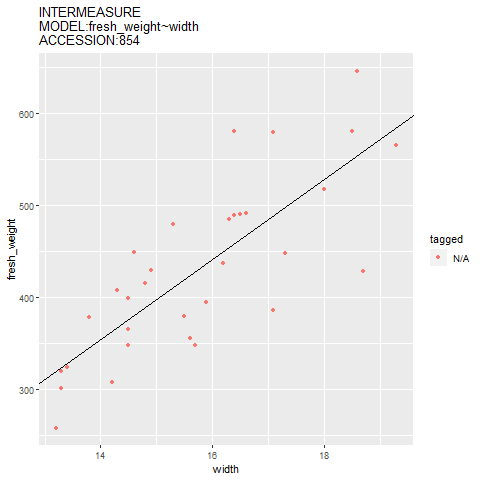 INTERMEASURE
MODEL:fresh_weight~width
ACCESSION:854
600
500
400
300
fresh_weight
14 16 18
width
tagged
N/A